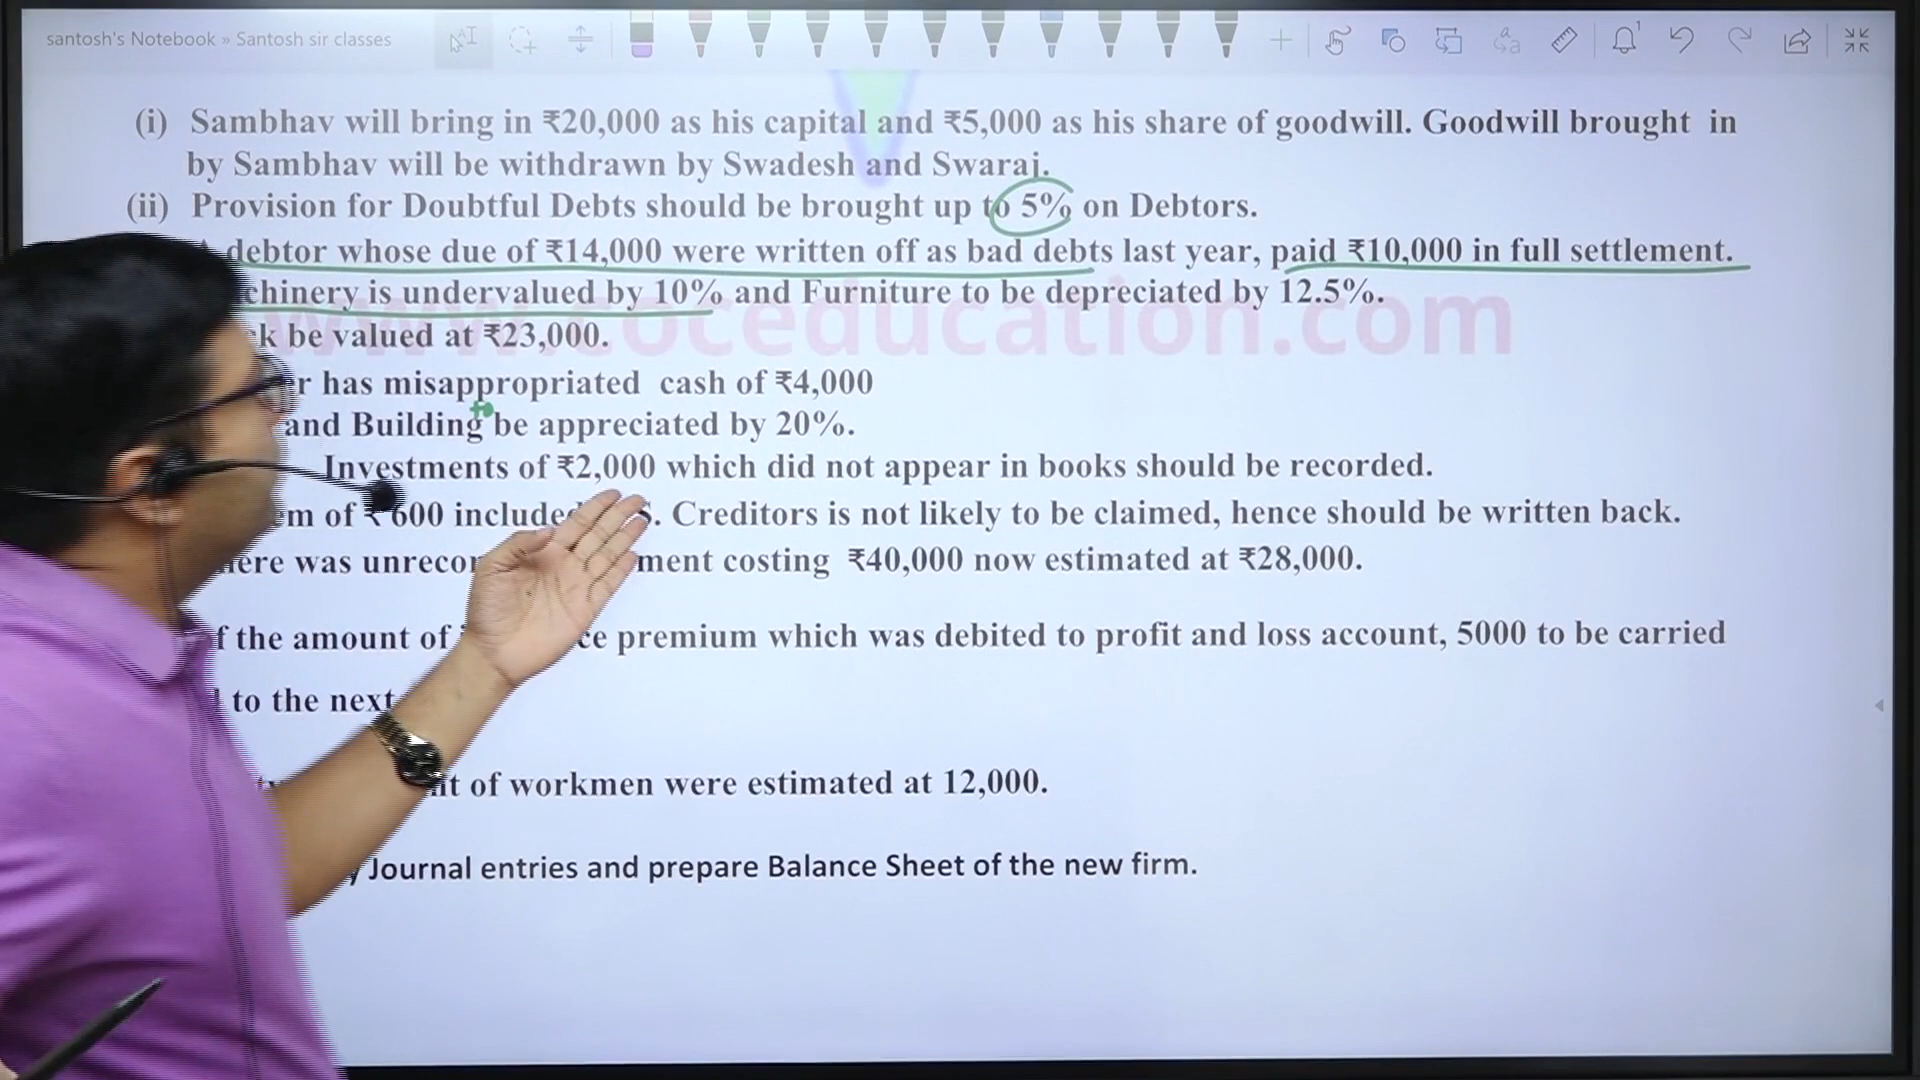 santosh's Notebook » Santosh sir classes
(i) Sambhav will bring in ₹20,000 as his capital and ₹5,000 as his share of goodwill. Goodwill brought in
by Sambhav will be withdrawn by Swadesh and Swaraj.
(ii) Provision for Doubtful Debts should be brought up to 5% on Debtors.
debtor whose due of ₹14,000 were written off as bad debts last year, paid ₹10,000 in full settlement.
chinery is undervalued by 10% and Furniture to be depreciated by 12.5%.
www.coceducation.com
k be valued at ₹23,000.
r has misappropriated cash of ₹4,000
to
and Building be appreciated by 20%.
Investments of ₹2,000 which did not appear in books should be recorded.
em of ₹ 600 included S. Creditors is not likely to be claimed, hence should be written back.
ere was unrecor ment costing ₹40,000 now estimated at ₹28,000.
f the amount of ce premium which was debited to profit and loss account, 5000 to be carried
to the next
t of workmen were estimated at 12,000.
Journal entries and prepare Balance Sheet of the new firm.